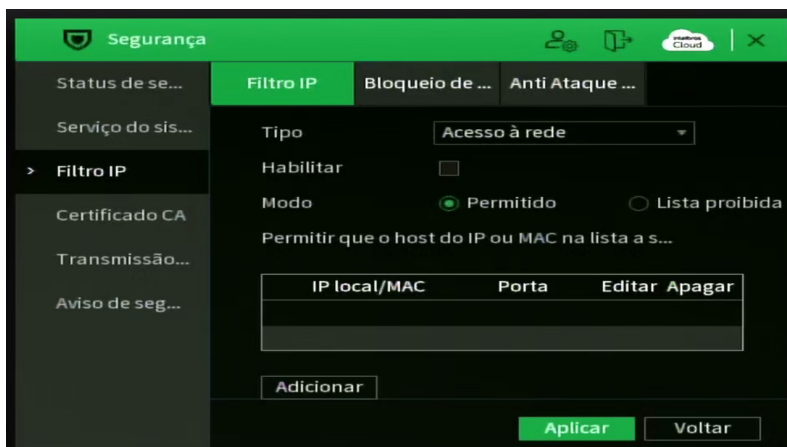 Segurança
intelbras
Cloud
Status de se...
Filtro IP
Bloqueio de ...
Anti Ataque ...
Serviço do sis...
Tipo
Acesso à rede
> Filtro IP
Habilitar
Modo
Permitido
Lista proibida
Certificado CA
Permitir que o host do IP ou MAC na lista a s...
Transmissão...
IP local/MAC Porta Editar Apagar
Aviso de seg...
Adicionar
Aplicar
Voltar